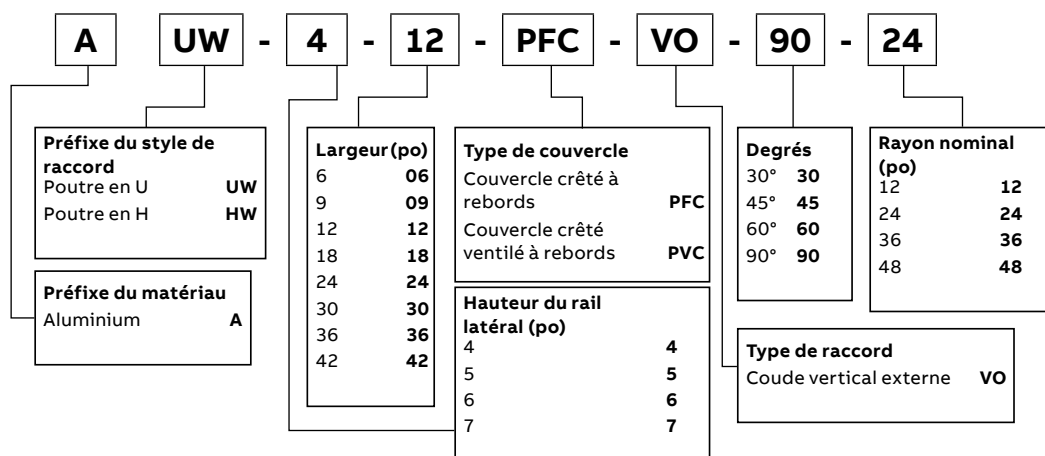 A UW - 4 - 12 - PFC - VO - 90 - 24
Préfixe du style de
raccord
Poutre en U UW
Poutre en H HW
Préfixe du matériau
Aluminium A
Largeur (po)
6 06
9 09
12 12
18 18
24 24
30 30
36 36
42 42
Type de couvercle
Couvercle crêté à
rebords PFC
Couvercle crêté
ventilé à rebords PVC
Hauteur du rail
latéral (po)
4 4
5 5
6 6
7 7
Degrés
30° 30
45° 45
60° 60
90° 90
Rayon nominal
(po)
12 12
24 24
36 36
48 48
Type de raccord
Coude vertical externe VO